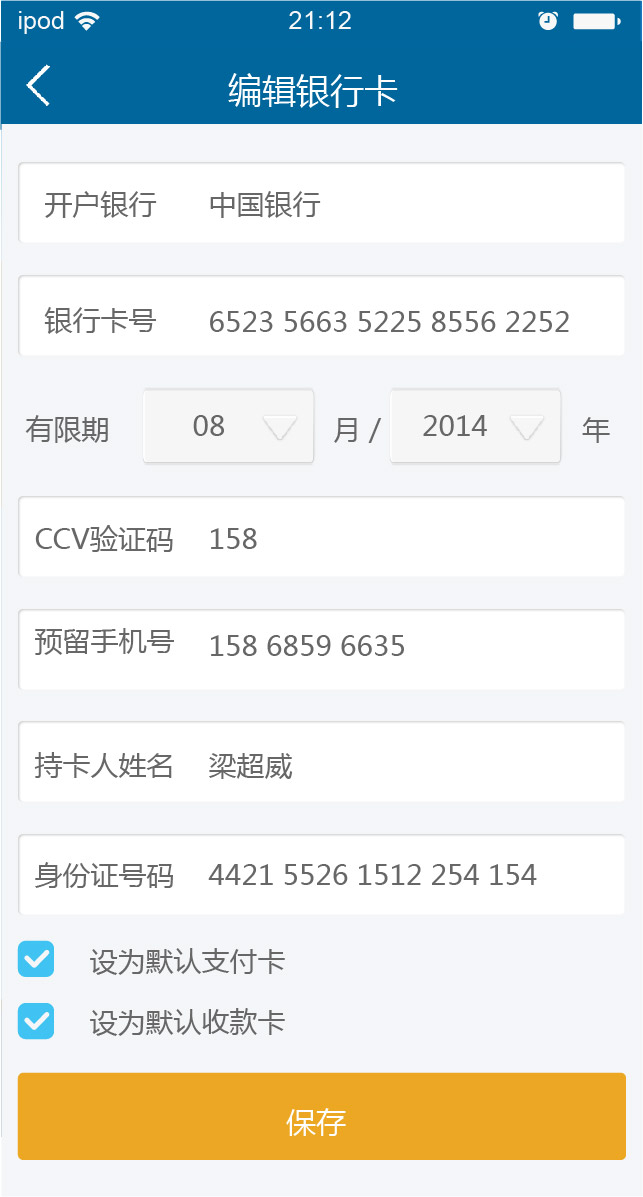 ipod 21:12
编辑银行卡
开户银行 中国银行
银行卡号 6523 5663 5225 8556 2252
有限期 08 月 / 2014 年
CCV验证码 158
预留手机号 158 6859 6635
持卡人姓名 梁超威
身份证号码 4421 5526 1512 254 154
设为默认支付卡
设为默认收款卡
保存